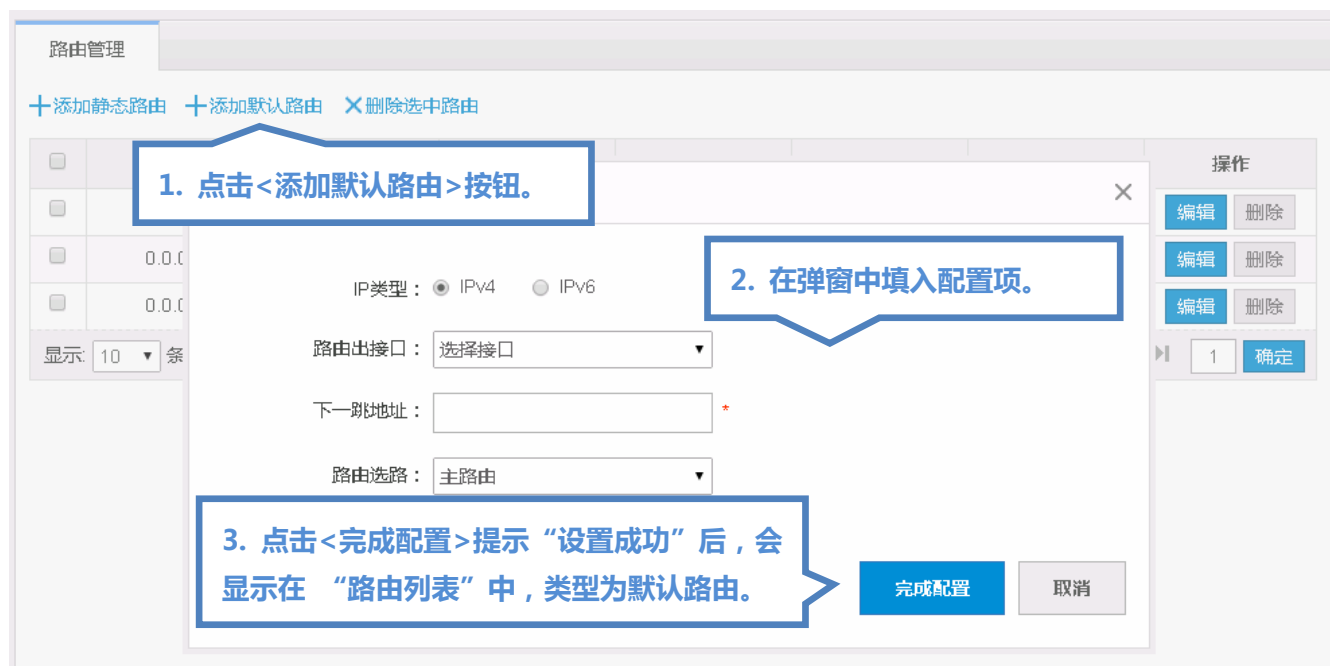 路由管理
添加静态路由 添加默认路由 删除选中路由
操作
1. 点击<添加默认路由>按钮。
编辑 删除
0.0.0
编辑 删除
2. 在弹窗中填入配置项。
IP类型： IPv4 IPv6
0.0.0
编辑 删除
路由出接口： 选择接口
显示: 10 条
1 确定
下一跳地址： *
路由选路： 主路由
3. 点击<完成配置>提示“设置成功”后，会
显示在 “路由列表”中，类型为默认路由。
完成配置 取消